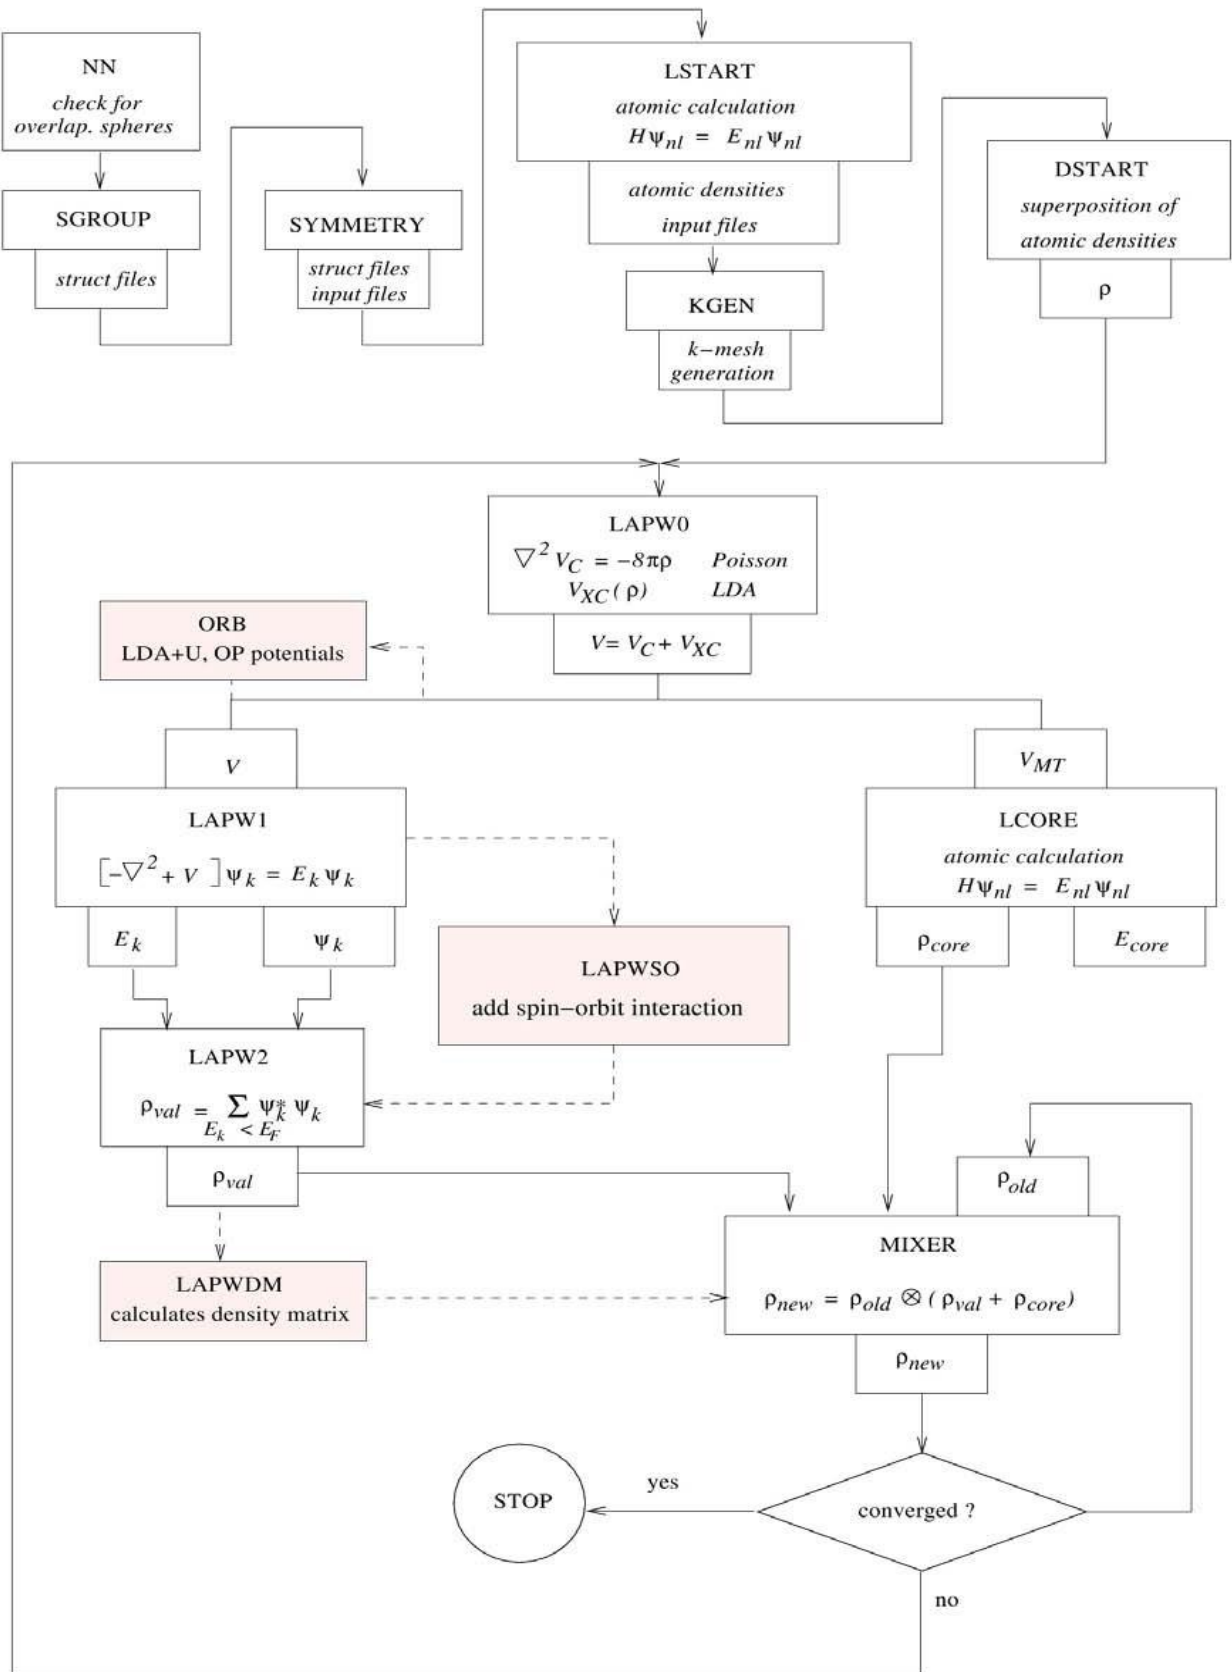 NN
check for
overlap. spheres
SGROUP
struct files
SYMMETRY
struct files
input files
LSTART
atomic calculation
Hψnl = Enl ψnl
atomic densities
input files
KGEN
k−mesh
generation
DSTART
superposition of
atomic densities
ρ
LAPW0
▽² VC = −8πρ Poisson
VXC ( ρ ) LDA
V= VC + VXC
ORB
LDA+U, OP potentials
V
VMT
LAPW1
[−▽² + V ] ψk = Ek ψk
Ek
ψk
LCORE
atomic calculation
Hψnl = Enl ψnl
ρcore
Ecore
LAPWSO
add spin−orbit interaction
LAPW2
ρval = Σ ψk* ψk
Ek < EF
ρval
ρold
LAPWDM
calculates density matrix
MIXER
ρnew = ρold ⊗ ( ρval + ρcore)
ρnew
STOP
yes
converged ?
no